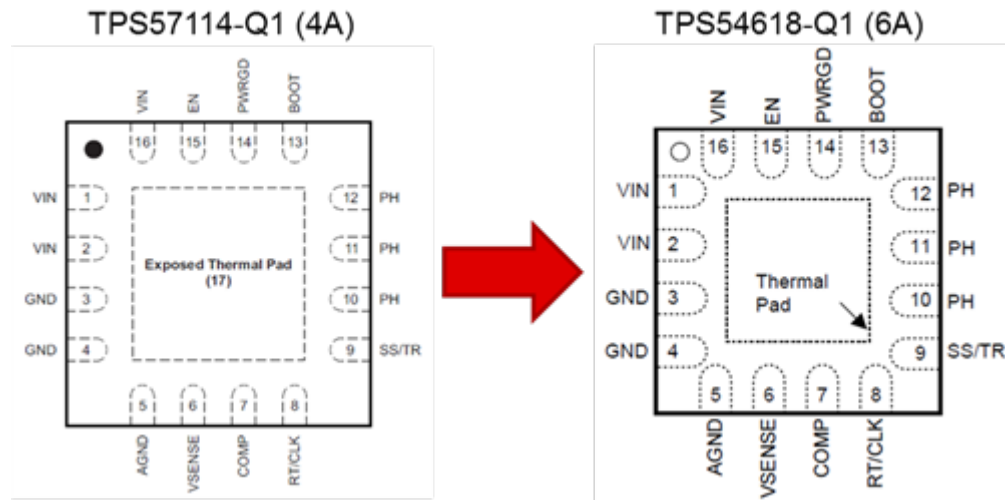 TPS57114-Q1 (4A)
VIN
EN
PWRGD
BOOT
16
15
14
13
VIN 1
12 PH
VIN 2
11 PH
Exposed Thermal Pad
(17)
GND 3
10 PH
GND 4
9 SS/TR
5
6
7
8
AGND
VSENSE
COMP
RT/CLK
TPS54618-Q1 (6A)
VIN
EN
PWRGD
BOOT
16
15
14
13
VIN 1
12 PH
VIN 2
11 PH
Thermal
Pad
GND 3
10 PH
GND 4
9 SS/TR
5
6
7
8
AGND
VSENSE
COMP
RT/CLK